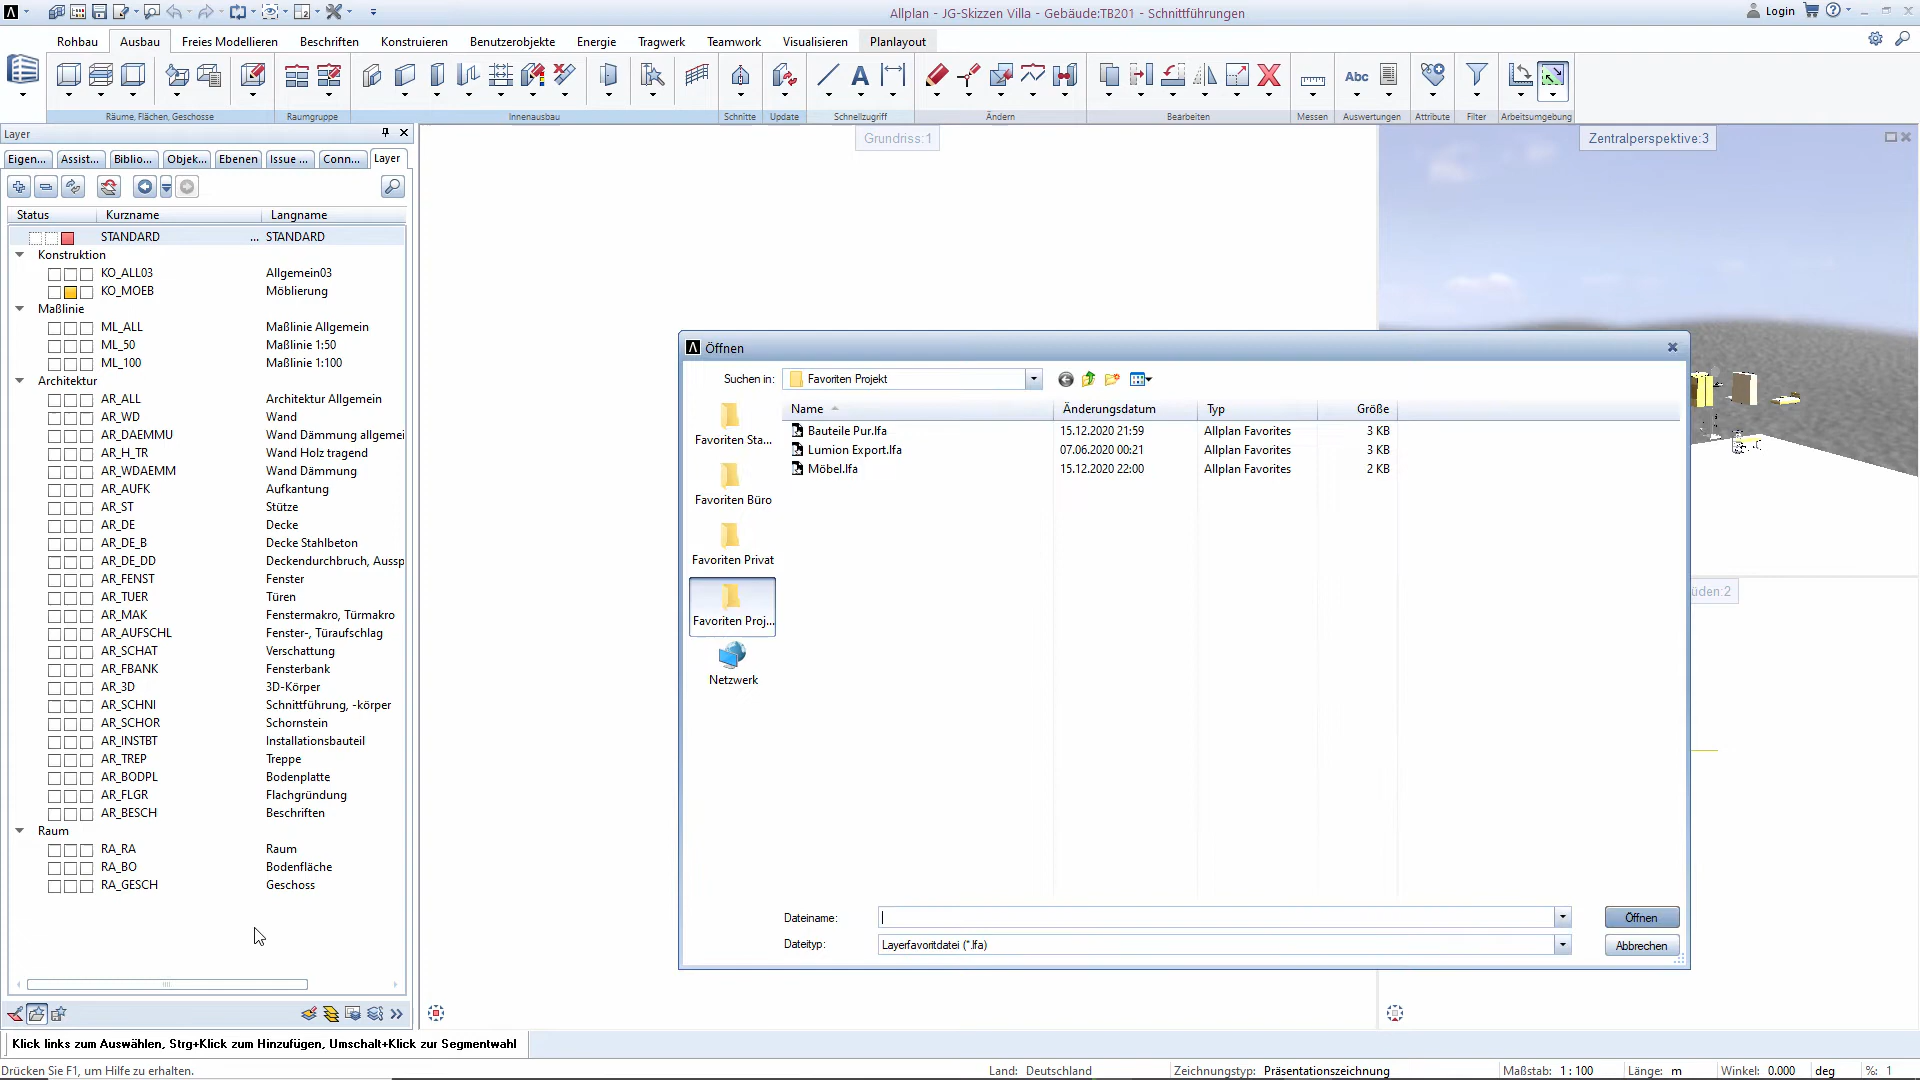 Allplan - JG-Skizzen Villa - Gebäude:TB201 - Schnittführungen
Login
Rohbau Ausbau Freies Modellieren Beschriften Konstruieren Benutzerobjekte Energie Tragwerk Teamwork Visualisieren Planlayout
Abc
Räume, Flächen, Geschosse Raumgruppe Innenausbau Schnitte Update Schnellzugriff Ändern Bearbeiten Messen Auswertungen Attribute Filter Arbeitsumgebung
Layer
Grundriss:1
Zentralperspektive:3
Eigen... Assist... Biblio... Objek... Ebenen Issue ... Conn... Layer
Status Kurzname Langname
STANDARD ... STANDARD
Konstruktion
KO_ALL03 Allgemein03
KO_MOEB Möblierung
Maßlinie
ML_ALL Maßlinie Allgemein
ML_50 Maßlinie 1:50
ML_100 Maßlinie 1:100
Architektur
AR_ALL Architektur Allgemein
AR_WD Wand
AR_DAEMMU Wand Dämmung allgemei
AR_H_TR Wand Holz tragend
AR_WDAEMM Wand Dämmung
AR_AUFK Aufkantung
AR_ST Stütze
AR_DE Decke
AR_DE_B Decke Stahlbeton
AR_DE_DD Deckendurchbruch, Aussp
AR_FENST Fenster
AR_TUER Türen
AR_MAK Fenstermakro, Türmakro
AR_AUFSCHL Fenster-, Türaufschlag
AR_SCHAT Verschattung
AR_FBANK Fensterbank
AR_3D 3D-Körper
AR_SCHNI Schnittführung, -körper
AR_SCHOR Schornstein
AR_INSTBT Installationsbauteil
AR_TREP Treppe
AR_BODPL Bodenplatte
AR_FLGR Flachgründung
AR_BESCH Beschriften
Raum
RA_RA Raum
RA_BO Bodenfläche
RA_GESCH Geschoss
Öffnen
Suchen in: Favoriten Projekt
Name Änderungsdatum Typ Größe
Bauteile Pur.lfa 15.12.2020 21:59 Allplan Favorites 3 KB
Lumion Export.lfa 07.06.2020 00:21 Allplan Favorites 3 KB
Möbel.lfa 15.12.2020 22:00 Allplan Favorites 2 KB
Favoriten Sta...
Favoriten Büro
Favoriten Privat
Favoriten Proj...
Netzwerk
üden:2
Dateiname: Öffnen
Dateityp: Layerfavoritdatei (*.lfa) Abbrechen
Klick links zum Auswählen, Strg+Klick zum Hinzufügen, Umschalt+Klick zur Segmentwahl
Drücken Sie F1, um Hilfe zu erhalten. Land: Deutschland Zeichnungstyp: Präsentationszeichnung Maßstab: 1 : 100 Länge: m Winkel: 0.000 deg %: 1